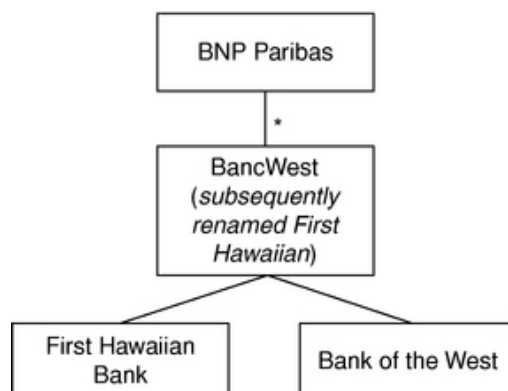 BNP Paribas
*
BancWest
(subsequently
renamed First
Hawaiian)
First Hawaiian
Bank
Bank of the West